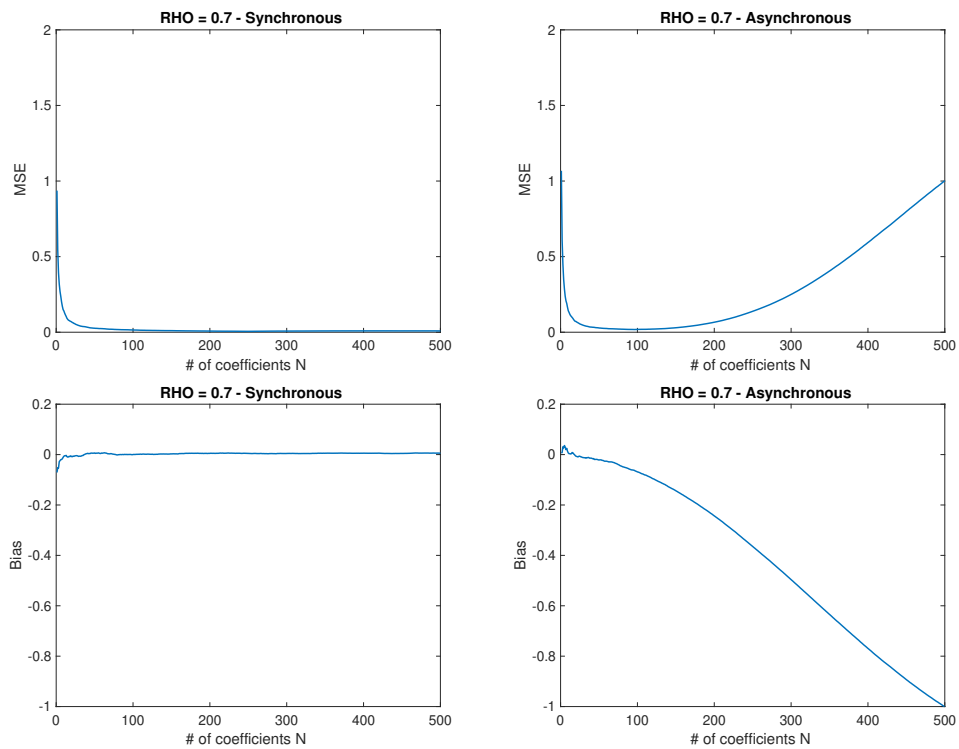 RHO = 0.7 - Synchronous
2
1.5
1
0.5
0
MSE
0 100 200 300 400 500
# of coefficients N
RHO = 0.7 - Asynchronous
2
1.5
1
0.5
0
MSE
0 100 200 300 400 500
# of coefficients N
RHO = 0.7 - Synchronous
0.2
0
-0.2
-0.4
-0.6
-0.8
-1
Bias
0 100 200 300 400 500
# of coefficients N
RHO = 0.7 - Asynchronous
0.2
0
-0.2
-0.4
-0.6
-0.8
-1
Bias
0 100 200 300 400 500
# of coefficients N